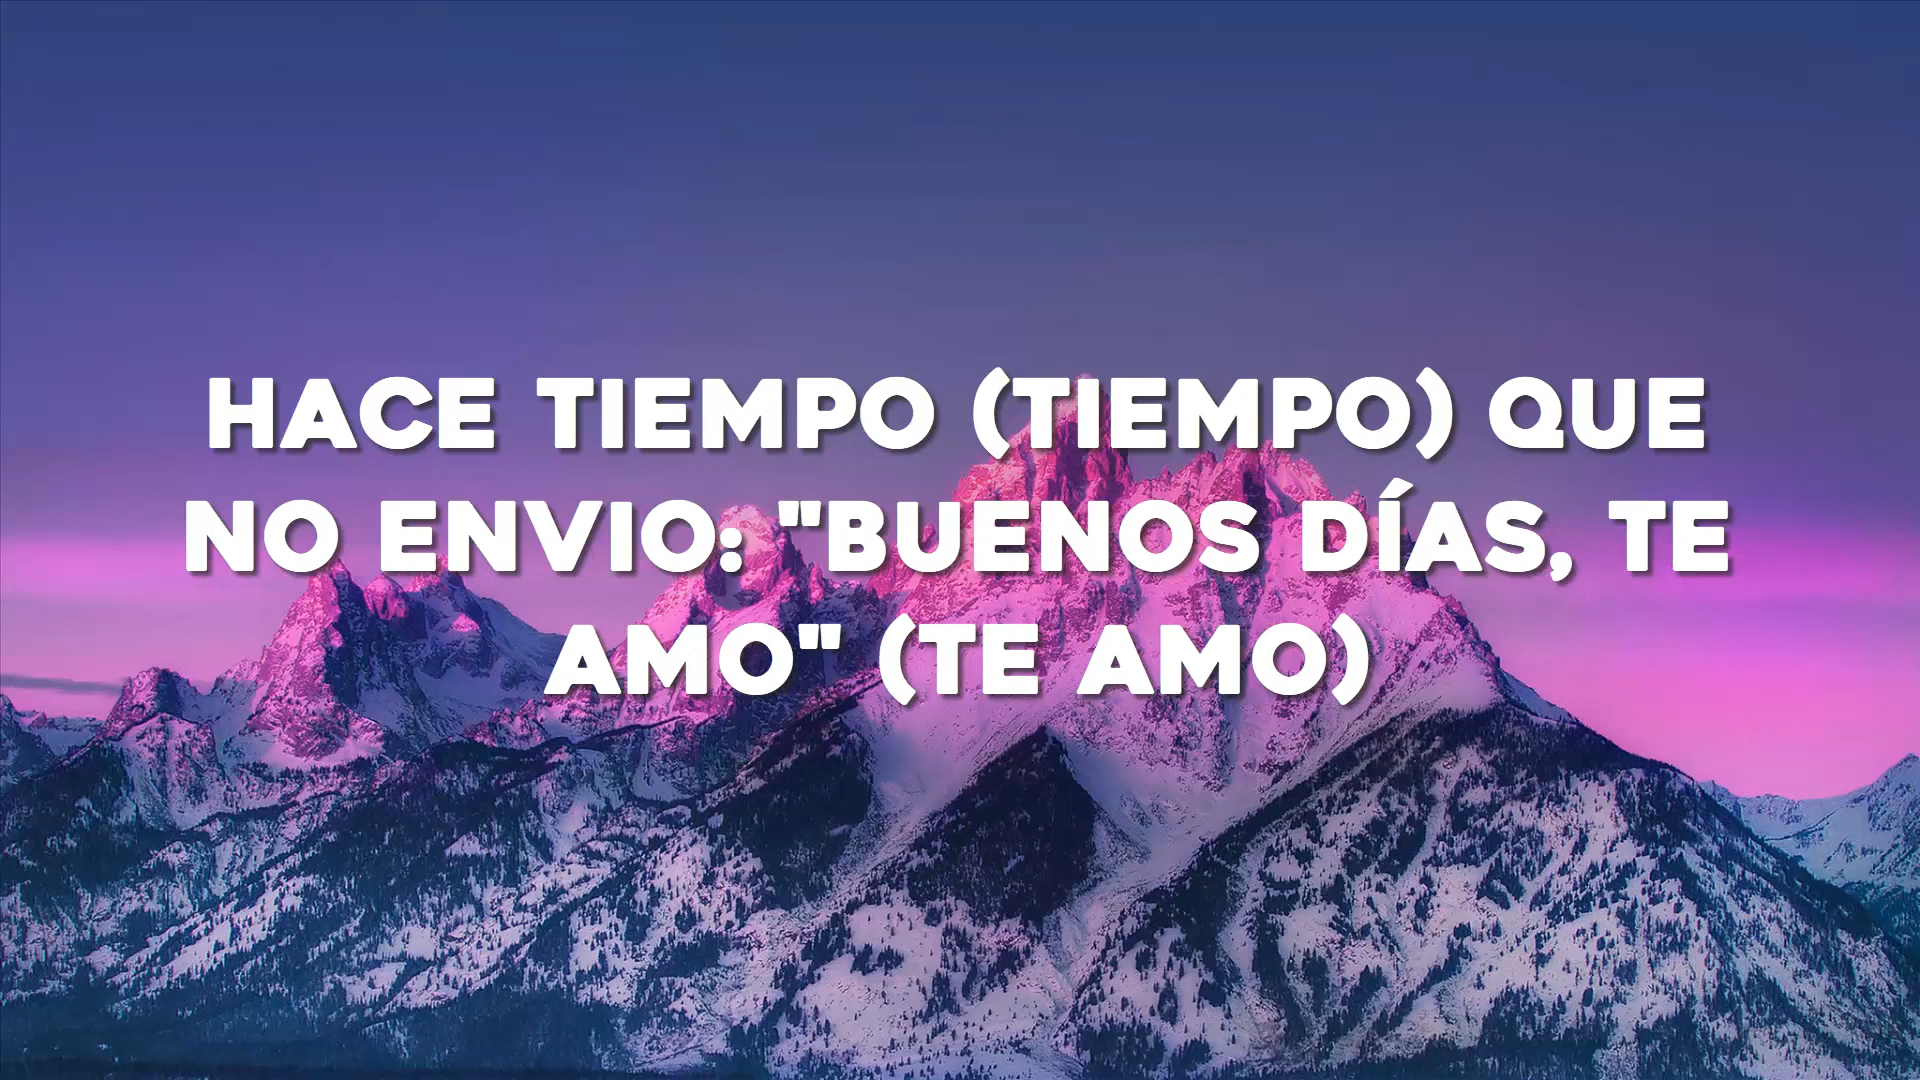 HACE TIEMPO (TIEMPO) QUE
NO ENVIO: "BUENOS DÍAS, TE
AMO" (TE AMO)